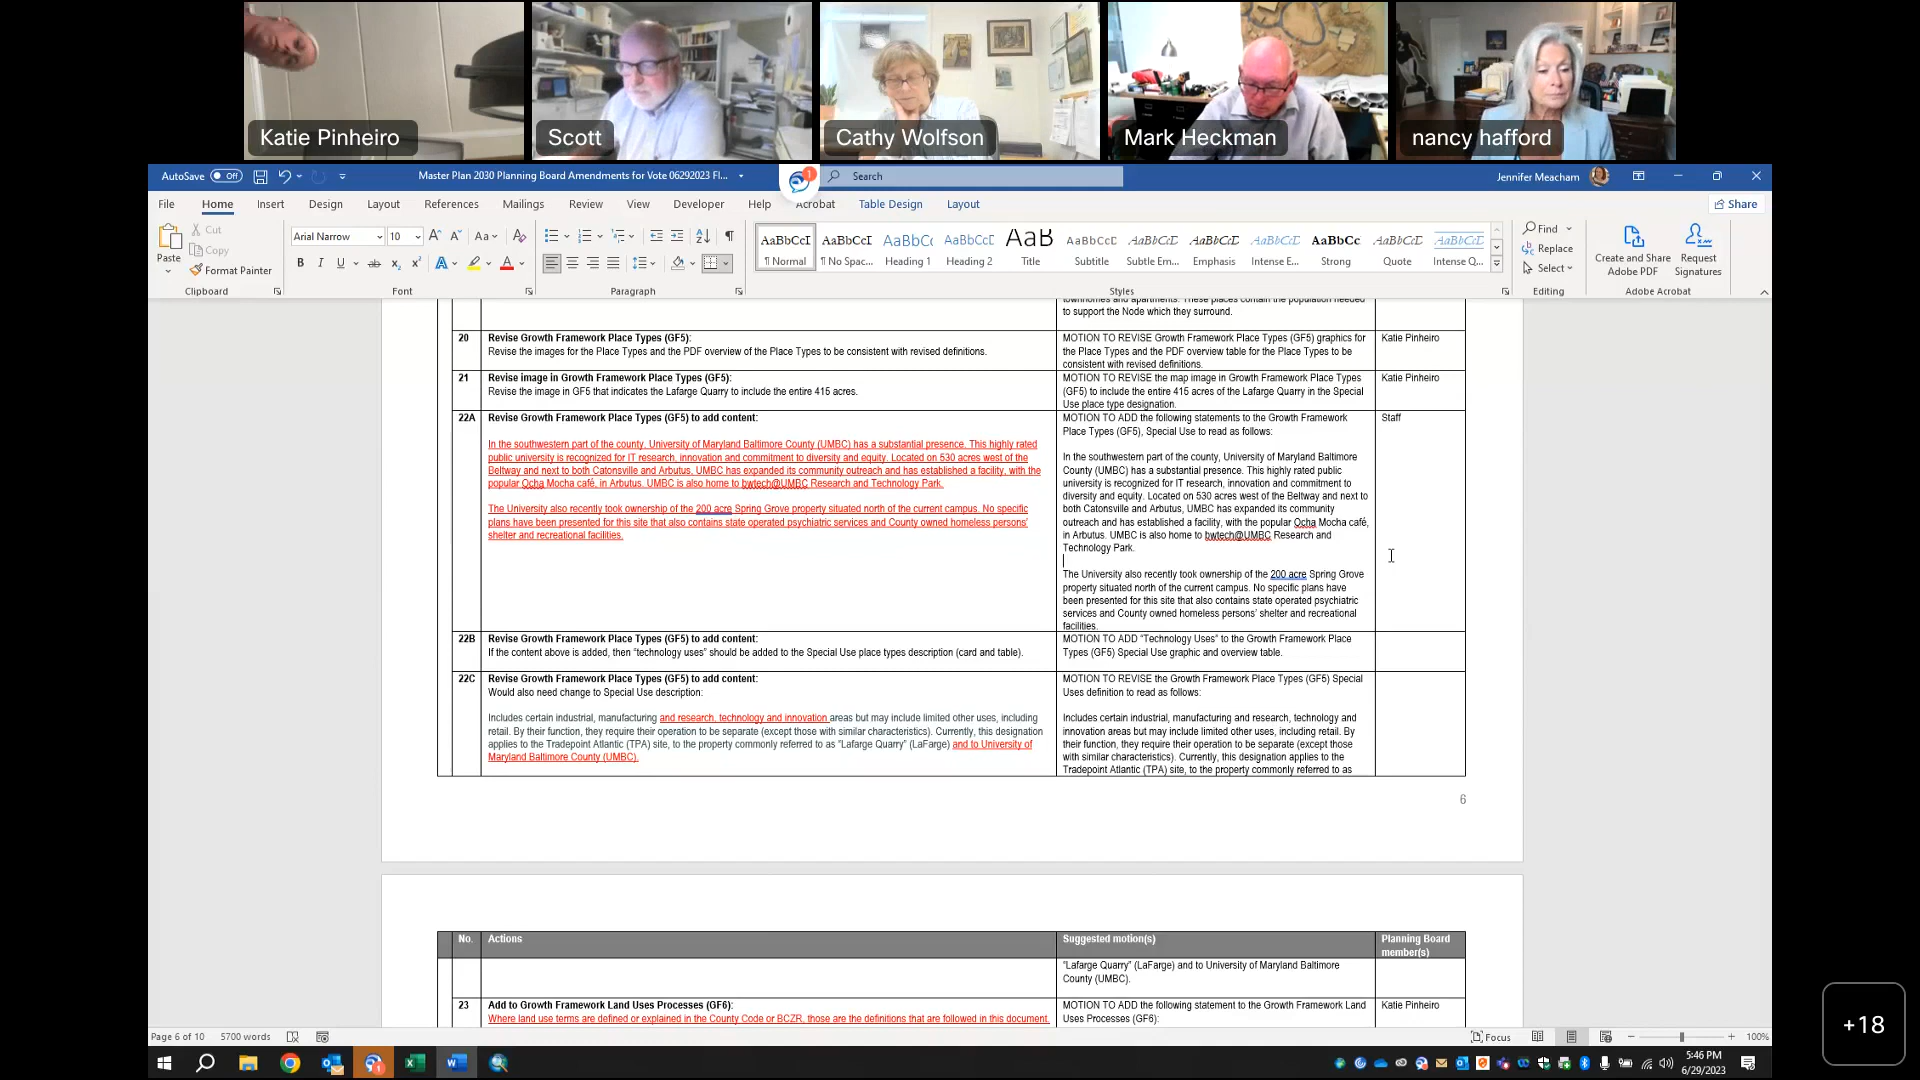 Katie Pinheiro
Scott
Cathy Wolfson
Mark Heckman
nancy hafford
AutoSave Off
Master Plan 2030 Planning Board Amendments for Vote 06292023 Fl...
1
Search
Jennifer Meacham
File Home Insert Design Layout References Mailings Review View Developer Help Acrobat Table Design Layout
Share
Paste
Cut
Copy
Format Painter
Clipboard
Arial Narrow 10
Font
Paragraph
AaBbCcI AaBbCcI AaBbCc AaBbCcD AaB AaBbCcD AaBbCcD AaBbCcD AaBbCcD AaBbCc AaBbCcD AaBbCcD
¶ Normal ¶ No Spac... Heading 1 Heading 2 Title Subtitle Subtle Em... Emphasis Intense E... Strong Quote Intense Q...
Styles
Find
Replace
Select
Editing
Create and Share
Adobe PDF
Request
Signatures
Adobe Acrobat
townhomes and apartments. These places contain the population needed
to support the Node which they surround.
20
Revise Growth Framework Place Types (GF5):
Revise the images for the Place Types and the PDF overview of the Place Types to be consistent with revised definitions.
MOTION TO REVISE Growth Framework Place Types (GF5) graphics for
the Place Types and the PDF overview table for the Place Types to be
consistent with revised definitions.
Katie Pinheiro
21
Revise image in Growth Framework Place Types (GF5):
Revise the image in GF5 that indicates the Lafarge Quarry to include the entire 415 acres.
MOTION TO REVISE the map image in Growth Framework Place Types
(GF5) to include the entire 415 acres of the Lafarge Quarry in the Special
Use place type designation.
Katie Pinheiro
22A
Revise Growth Framework Place Types (GF5) to add content:
In the southwestern part of the county, University of Maryland Baltimore County (UMBC) has a substantial presence. This highly rated
public university is recognized for IT research, innovation and commitment to diversity and equity. Located on 530 acres west of the
Beltway and next to both Catonsville and Arbutus, UMBC has expanded its community outreach and has established a facility, with the
popular Ocha Mocha café, in Arbutus. UMBC is also home to bwtech@UMBC Research and Technology Park.
The University also recently took ownership of the 200 acre Spring Grove property situated north of the current campus. No specific
plans have been presented for this site that also contains state operated psychiatric services and County owned homeless persons'
shelter and recreational facilities.
MOTION TO ADD the following statements to the Growth Framework
Place Types (GF5), Special Use to read as follows:
In the southwestern part of the county, University of Maryland Baltimore
County (UMBC) has a substantial presence. This highly rated public
university is recognized for IT research, innovation and commitment to
diversity and equity. Located on 530 acres west of the Beltway and next to
both Catonsville and Arbutus, UMBC has expanded its community
outreach and has established a facility, with the popular Ocha Mocha café,
in Arbutus. UMBC is also home to bwtech@UMBC Research and
Technology Park.
The University also recently took ownership of the 200 acre Spring Grove
property situated north of the current campus. No specific plans have
been presented for this site that also contains state operated psychiatric
services and County owned homeless persons' shelter and recreational
facilities.
Staff
22B
Revise Growth Framework Place Types (GF5) to add content:
If the content above is added, then "technology uses" should be added to the Special Use place types description (card and table).
MOTION TO ADD "Technology Uses" to the Growth Framework Place
Types (GF5) Special Use graphic and overview table.
22C
Revise Growth Framework Place Types (GF5) to add content:
Would also need change to Special Use description:
Includes certain industrial, manufacturing and research, technology and innovation areas but may include limited other uses, including
retail. By their function, they require their operation to be separate (except those with similar characteristics). Currently, this designation
applies to the Tradepoint Atlantic (TPA) site, to the property commonly referred to as "Lafarge Quarry" (LaFarge) and to University of
Maryland Baltimore County (UMBC).
MOTION TO REVISE the Growth Framework Place Types (GF5) Special
Uses definition to read as follows:
Includes certain industrial, manufacturing and research, technology and
innovation areas but may include limited other uses, including retail. By
their function, they require their operation to be separate (except those
with similar characteristics). Currently, this designation applies to the
Tradepoint Atlantic (TPA) site, to the property commonly referred to as
6
No. Actions Suggested motion(s) Planning Board
member(s)
"Lafarge Quarry" (LaFarge) and to University of Maryland Baltimore
County (UMBC).
23
Add to Growth Framework Land Uses Processes (GF6):
Where land use terms are defined or explained in the County Code or BCZR, those are the definitions that are followed in this document.
MOTION TO ADD the following statement to the Growth Framework Land
Uses Processes (GF6):
Katie Pinheiro
+18
Page 6 of 10 5700 words
Focus
100%
5:46 PM
6/29/2023